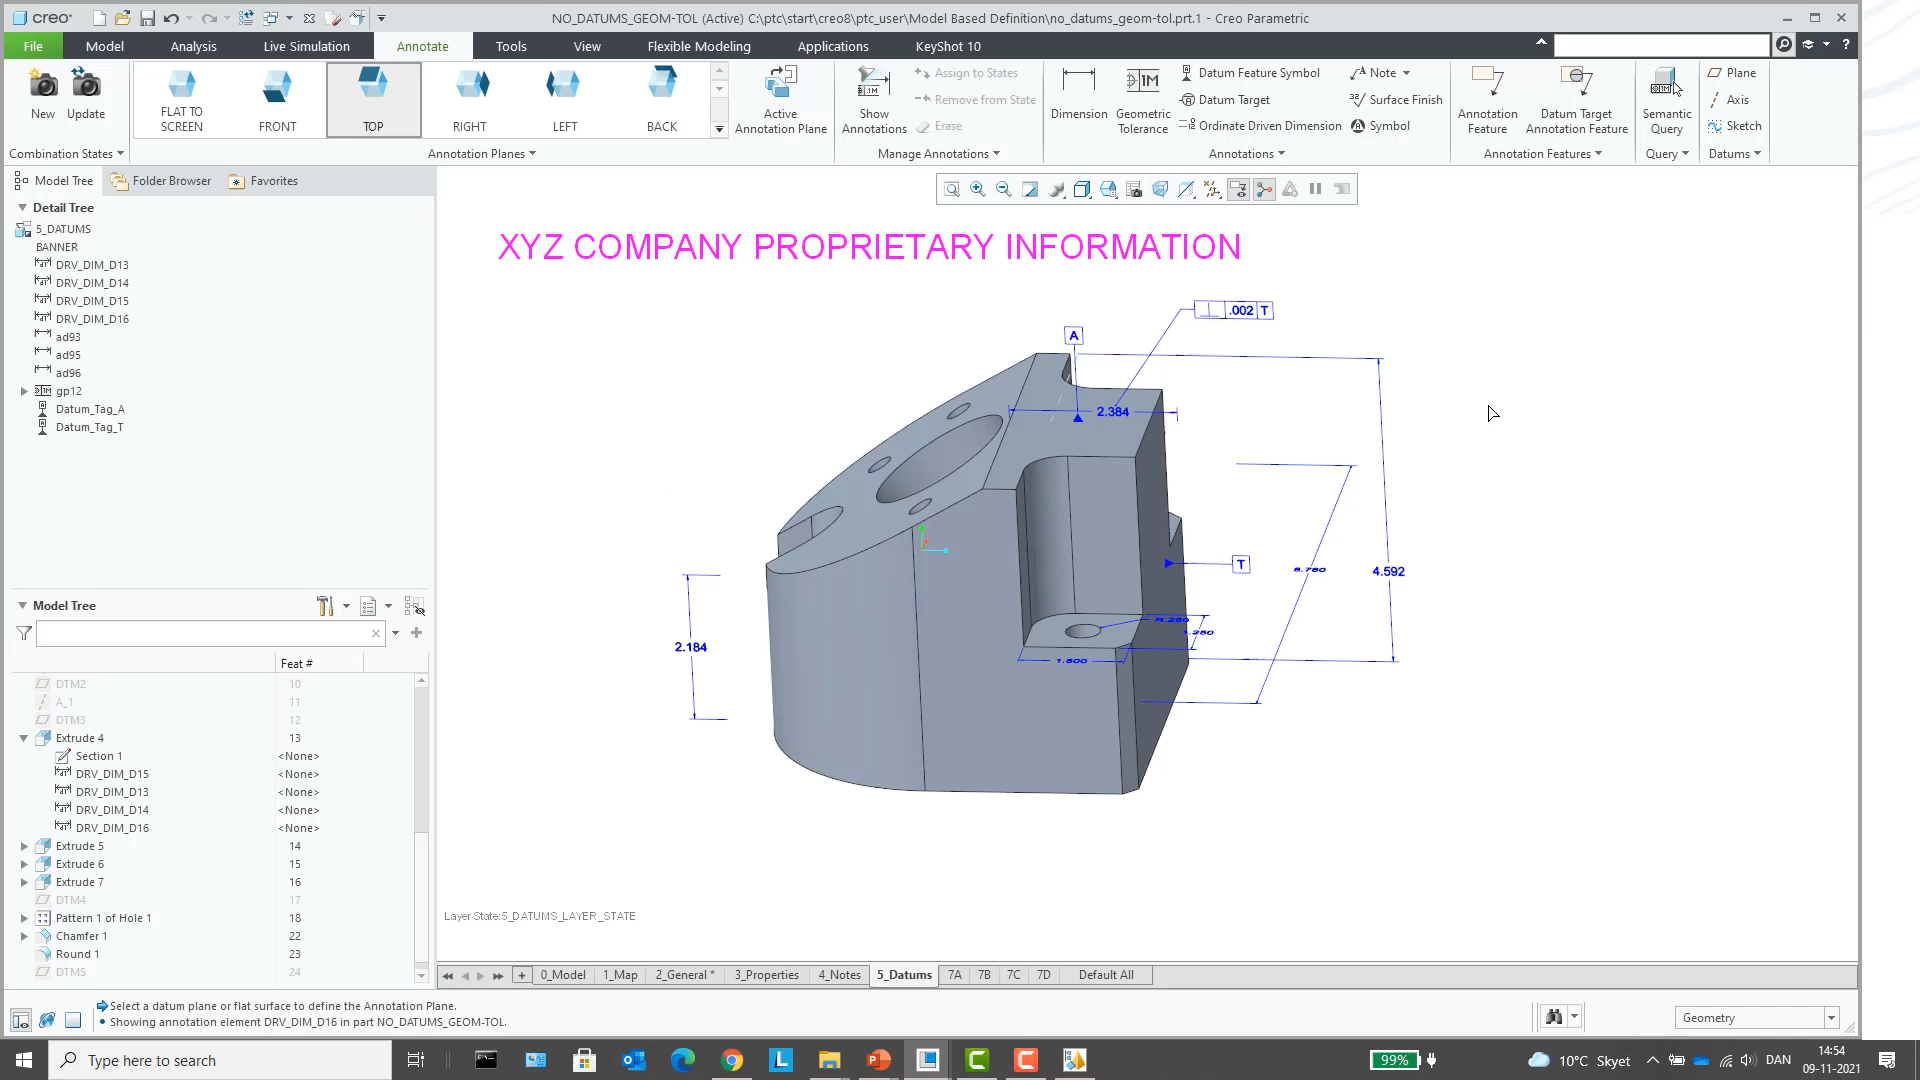 creo®
NO_DATUMS_GEOM-TOL (Active) C:\ptc\start\creo8\ptc_user\Model Based Definition\no_datums_geom-tol.prt.1 - Creo Parametric
File Model Analysis Live Simulation Annotate Tools View Flexible Modeling Applications KeyShot 10
New
Update
Combination States
FLAT TO
SCREEN
FRONT
TOP
RIGHT
LEFT
BACK
Annotation Planes
Active
Annotation Plane
Show
Annotations
Assign to States
Remove from State
Erase
Manage Annotations
Dimension
Geometric
Tolerance
Datum Feature Symbol
Datum Target
Ordinate Driven Dimension
Note
Surface Finish
Symbol
Annotations
Annotation
Feature
Datum Target
Annotation Feature
Annotation Features
Semantic
Query
Query
Plane
Axis
Sketch
Datums
Model Tree
Folder Browser
Favorites
Detail Tree
5_DATUMS
BANNER
DRV_DIM_D13
DRV_DIM_D14
DRV_DIM_D15
DRV_DIM_D16
ad93
ad95
ad96
gp12
Datum_Tag_A
Datum_Tag_T
Model Tree
Feat #
DTM2 10
A_1 11
DTM3 12
Extrude 4 13
Section 1 <None>
DRV_DIM_D15 <None>
DRV_DIM_D13 <None>
DRV_DIM_D14 <None>
DRV_DIM_D16 <None>
Extrude 5 14
Extrude 6 15
Extrude 7 16
DTM4 17
Pattern 1 of Hole 1 18
Chamfer 1 22
Round 1 23
DTM5 24
XYZ COMPANY PROPRIETARY INFORMATION
.002 T
A
2.384
T
4.592
2.184
1.500
Layer State:5_DATUMS_LAYER_STATE
0_Model 1_Map 2_General * 3_Properties 4_Notes 5_Datums 7A 7B 7C 7D Default All
Select a datum plane or flat surface to define the Annotation Plane.
• Showing annotation element DRV_DIM_D16 in part NO_DATUMS_GEOM-TOL.
Geometry
Type here to search
99%
10°C Skyet
DAN
14:54
09-11-2021